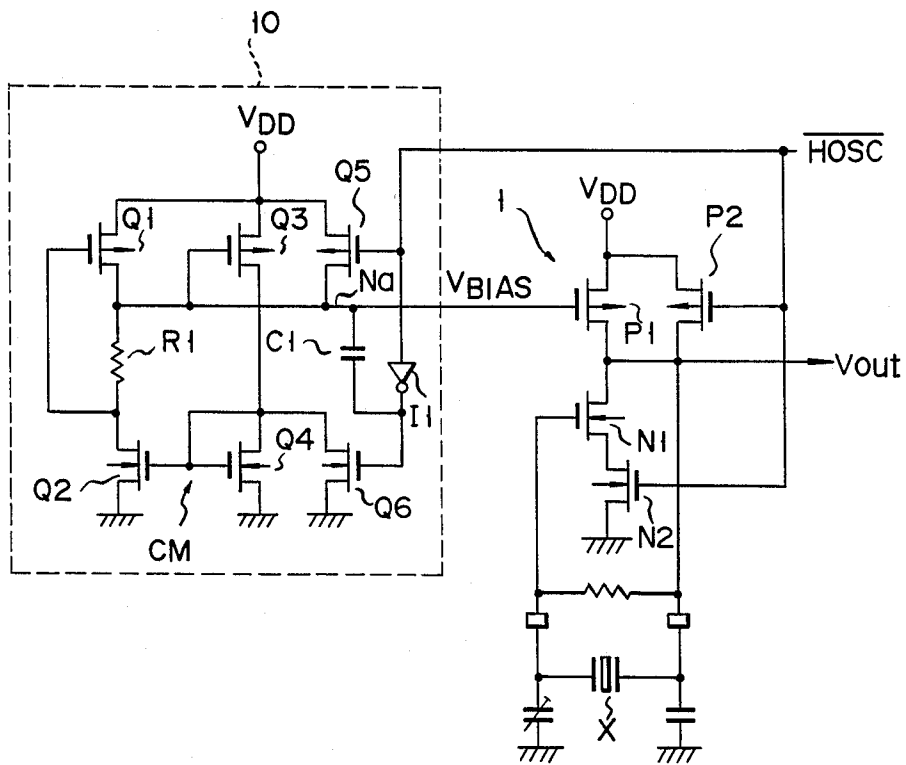 10
VDD
HOSC
Q5
Q1
Q3
1
VDD
P2
Na
VBIAS
P1
R1
C1
Vout
I1
N1
Q4
Q2
Q6
N2
CM
X